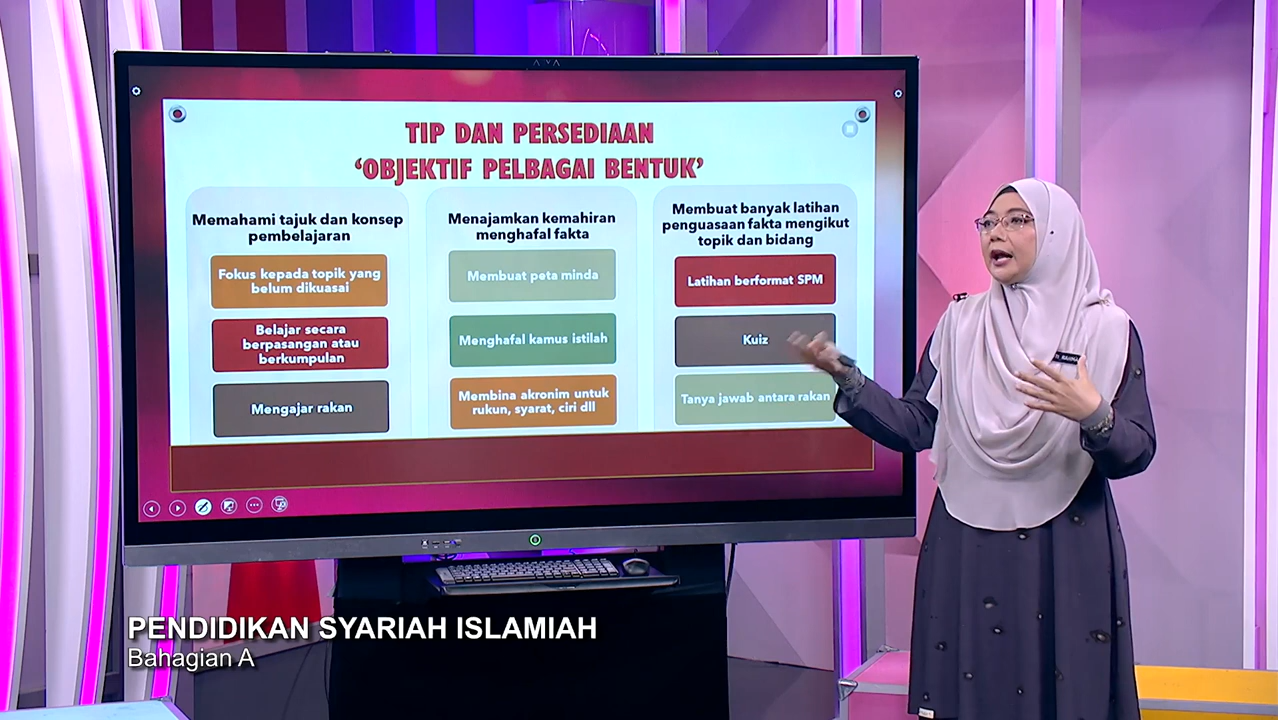 AVA
TIP DAN PERSEDIAAN
‘OBJEKTIF PELBAGAI BENTUK’
Memahami tajuk dan konsep
pembelajaran
Fokus kepada topik yang
belum dikuasai
Belajar secara
berpasangan atau
berkumpulan
Mengajar rakan
Menajamkan kemahiran
menghafal fakta
Membuat peta minda
Menghafal kamus istilah
Membina akronim untuk
rukun, syarat, ciri dll
Membuat banyak latihan
penguasaan fakta mengikut
topik dan bidang
Latihan berformat SPM
Kuiz
Tanya jawab antara rakan
PENDIDIKAN SYARIAH ISLAMIAH
Bahagian A